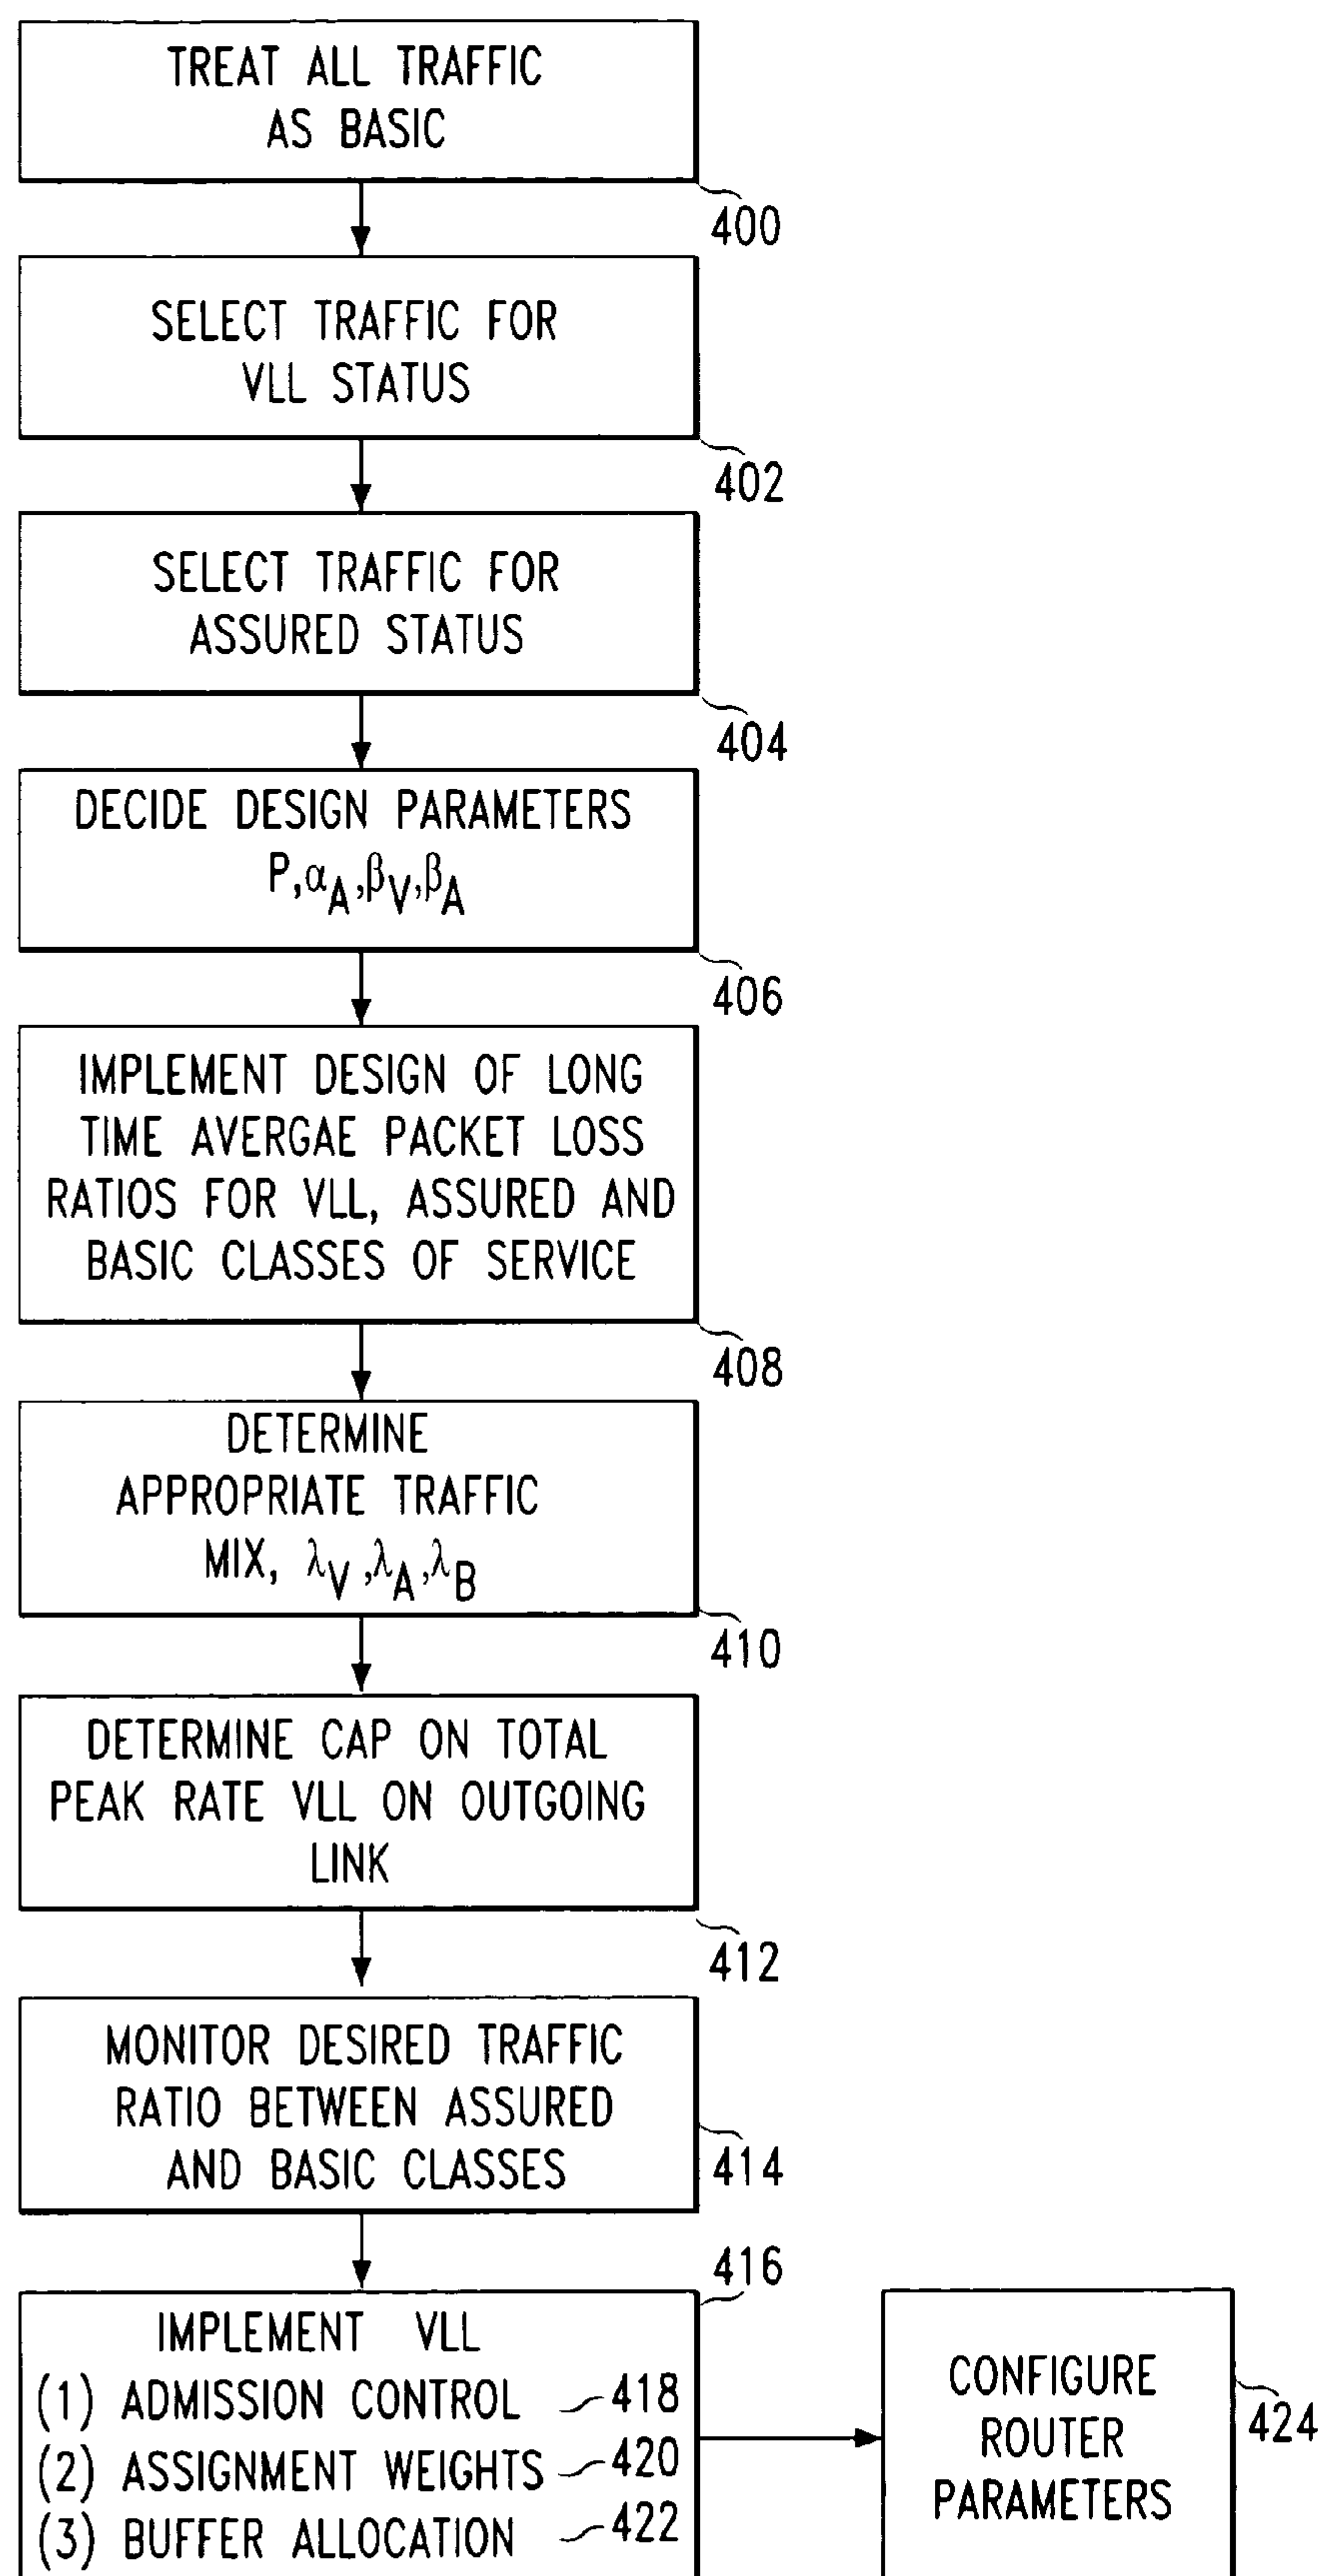 TREAT ALL TRAFFIC
AS BASIC
400
SELECT TRAFFIC FOR
VLL STATUS
402
SELECT TRAFFIC FOR
ASSURED STATUS
404
DECIDE DESIGN PARAMETERS
P,αA,βV,βA
406
IMPLEMENT DESIGN OF LONG
TIME AVERGAE PACKET LOSS
RATIOS FOR VLL, ASSURED AND
BASIC CLASSES OF SERVICE
408
DETERMINE
APPROPRIATE TRAFFIC
MIX, λV,λA,λB
410
DETERMINE CAP ON TOTAL
PEAK RATE VLL ON OUTGOING
LINK
412
MONITOR DESIRED TRAFFIC
RATIO BETWEEN ASSURED
AND BASIC CLASSES
414
416
IMPLEMENT VLL
(1) ADMISSION CONTROL 418
(2) ASSIGNMENT WEIGHTS 420
(3) BUFFER ALLOCATION 422
CONFIGURE
ROUTER
PARAMETERS
424